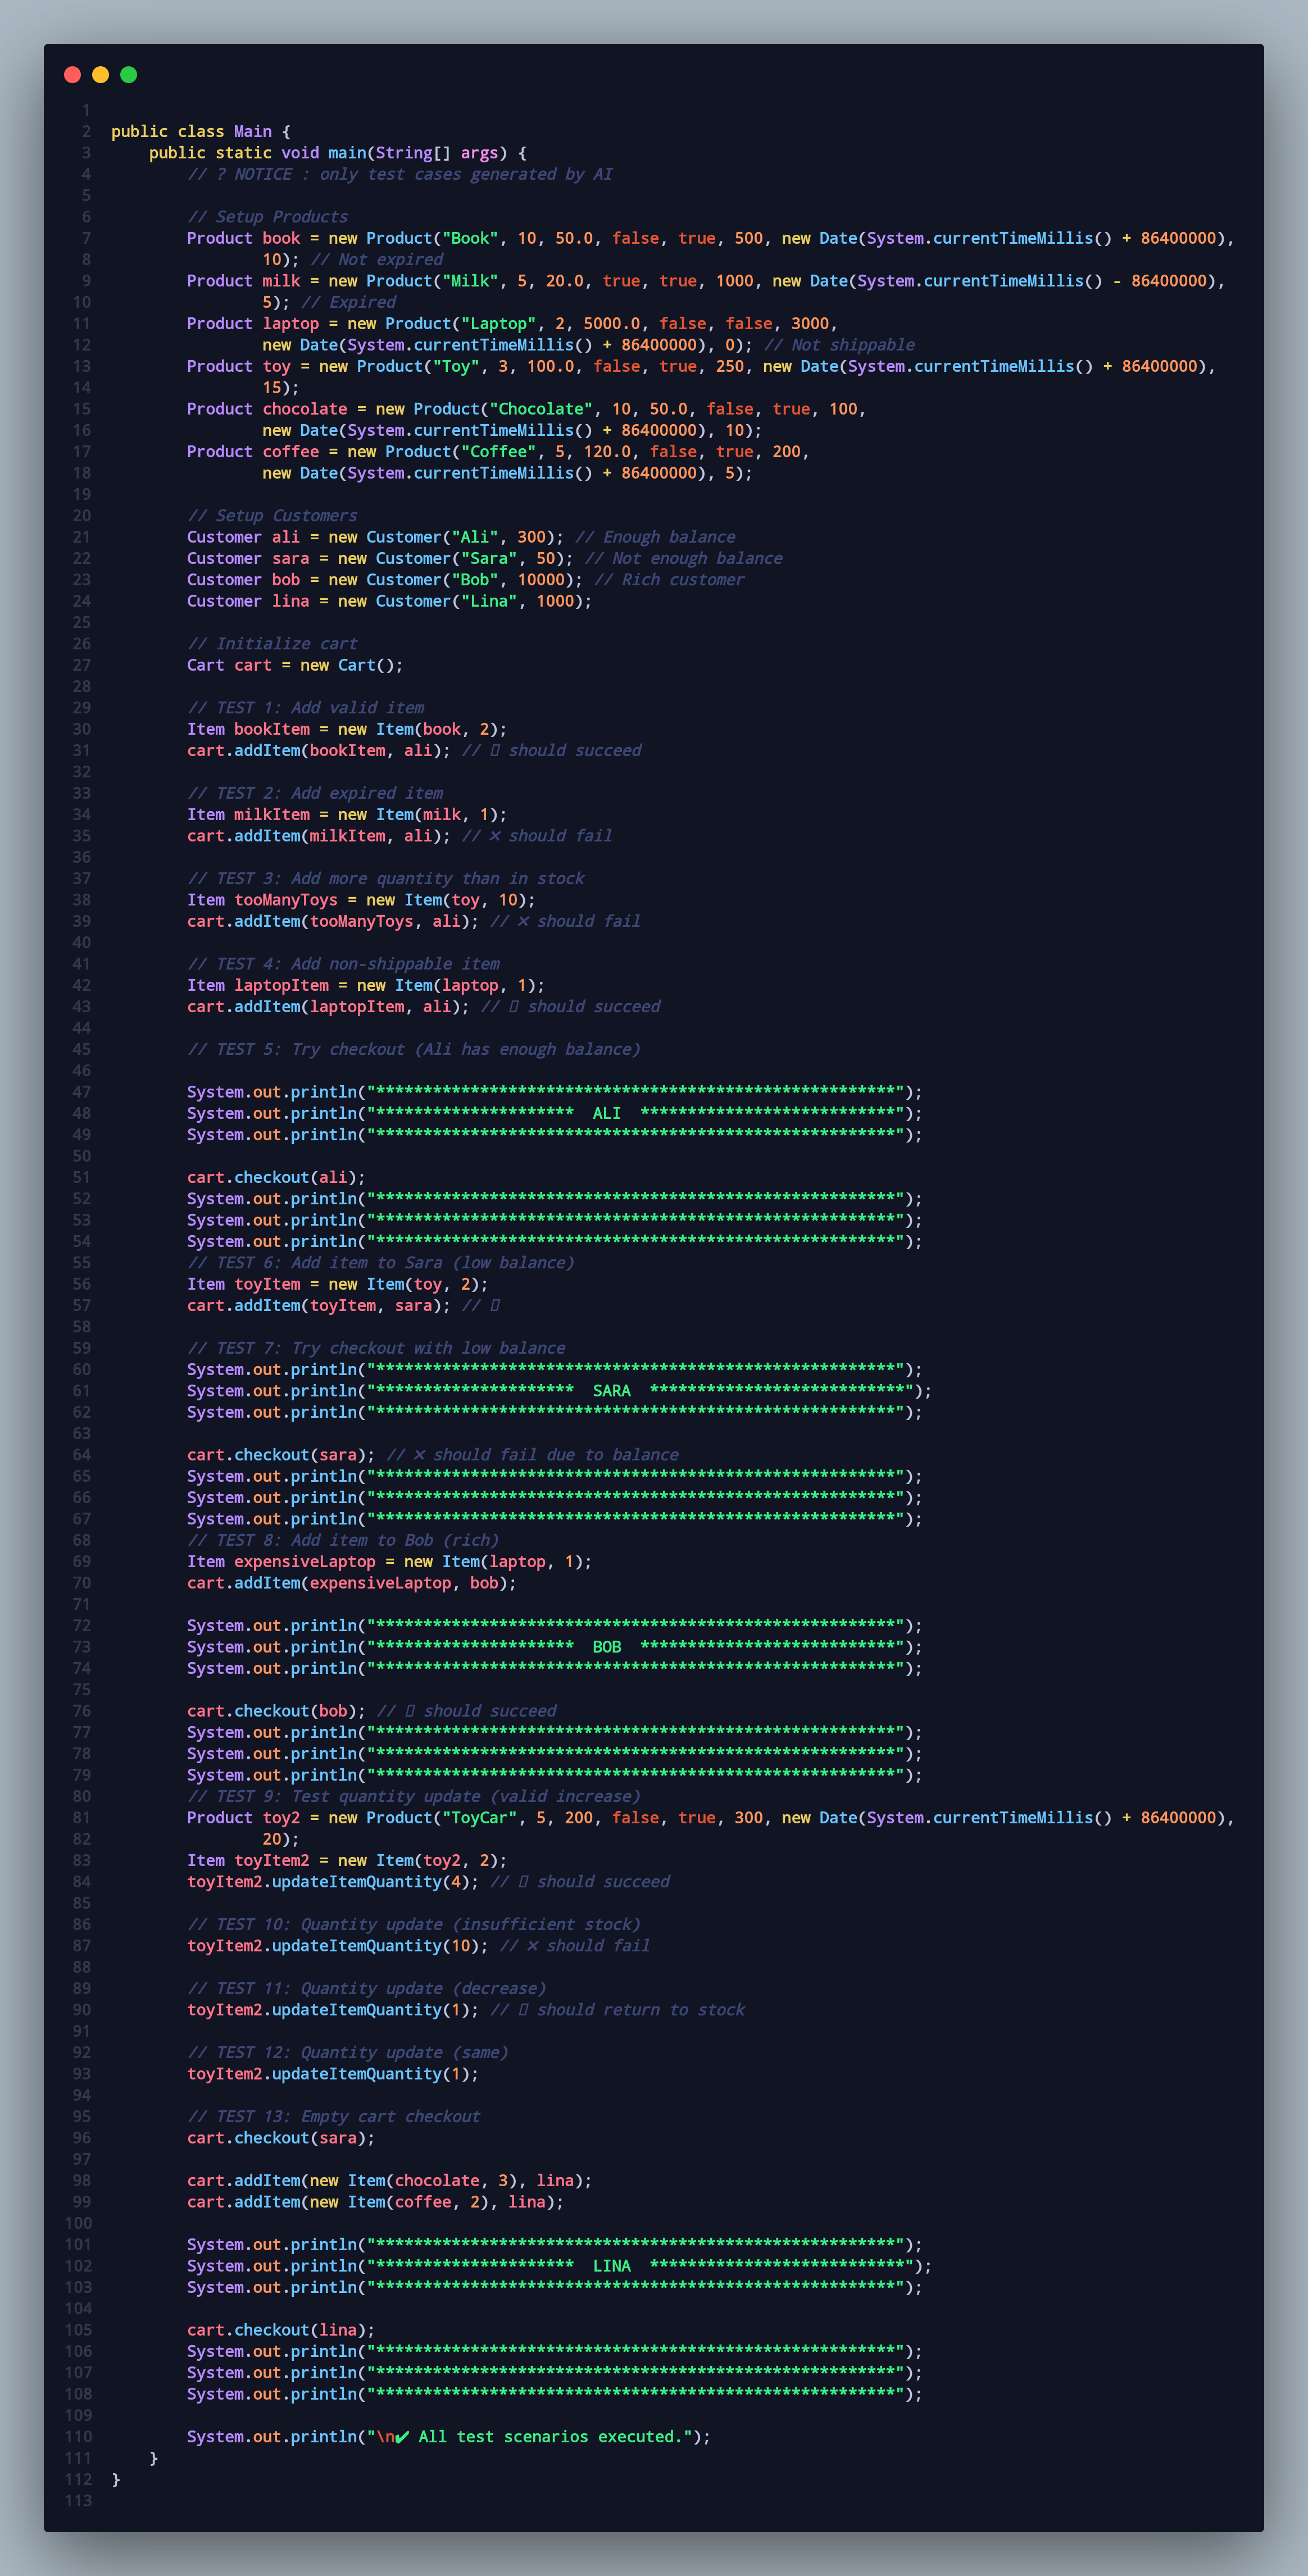 1
2 public class Main {
3     public static void main(String[] args) {
4         // ? NOTICE : only test cases generated by AI
5
6         // Setup Products
7         Product book = new Product("Book", 10, 50.0, false, true, 500, new Date(System.currentTimeMillis() + 86400000),
8                 10); // Not expired
9         Product milk = new Product("Milk", 5, 20.0, true, true, 1000, new Date(System.currentTimeMillis() - 86400000),
10                 5); // Expired
11         Product laptop = new Product("Laptop", 2, 5000.0, false, false, 3000,
12                 new Date(System.currentTimeMillis() + 86400000), 0); // Not shippable
13         Product toy = new Product("Toy", 3, 100.0, false, true, 250, new Date(System.currentTimeMillis() + 86400000),
14                 15);
15         Product chocolate = new Product("Chocolate", 10, 50.0, false, true, 100,
16                 new Date(System.currentTimeMillis() + 86400000), 10);
17         Product coffee = new Product("Coffee", 5, 120.0, false, true, 200,
18                 new Date(System.currentTimeMillis() + 86400000), 5);
19
20         // Setup Customers
21         Customer ali = new Customer("Ali", 300); // Enough balance
22         Customer sara = new Customer("Sara", 50); // Not enough balance
23         Customer bob = new Customer("Bob", 10000); // Rich customer
24         Customer lina = new Customer("Lina", 1000);
25
26         // Initialize cart
27         Cart cart = new Cart();
28
29         // TEST 1: Add valid item
30         Item bookItem = new Item(book, 2);
31         cart.addItem(bookItem, ali); // ▯ should succeed
32
33         // TEST 2: Add expired item
34         Item milkItem = new Item(milk, 1);
35         cart.addItem(milkItem, ali); // ✕ should fail
36
37         // TEST 3: Add more quantity than in stock
38         Item tooManyToys = new Item(toy, 10);
39         cart.addItem(tooManyToys, ali); // ✕ should fail
40
41         // TEST 4: Add non-shippable item
42         Item laptopItem = new Item(laptop, 1);
43         cart.addItem(laptopItem, ali); // ▯ should succeed
44
45         // TEST 5: Try checkout (Ali has enough balance)
46
47         System.out.println("*******************************************************");
48         System.out.println("*********************  ALI  ***************************");
49         System.out.println("*******************************************************");
50
51         cart.checkout(ali);
52         System.out.println("*******************************************************");
53         System.out.println("*******************************************************");
54         System.out.println("*******************************************************");
55         // TEST 6: Add item to Sara (low balance)
56         Item toyItem = new Item(toy, 2);
57         cart.addItem(toyItem, sara); // ▯
58
59         // TEST 7: Try checkout with low balance
60         System.out.println("*******************************************************");
61         System.out.println("*********************  SARA  ***************************");
62         System.out.println("*******************************************************");
63
64         cart.checkout(sara); // ✕ should fail due to balance
65         System.out.println("*******************************************************");
66         System.out.println("*******************************************************");
67         System.out.println("*******************************************************");
68         // TEST 8: Add item to Bob (rich)
69         Item expensiveLaptop = new Item(laptop, 1);
70         cart.addItem(expensiveLaptop, bob);
71
72         System.out.println("*******************************************************");
73         System.out.println("*********************  BOB  ***************************");
74         System.out.println("*******************************************************");
75
76         cart.checkout(bob); // ▯ should succeed
77         System.out.println("*******************************************************");
78         System.out.println("*******************************************************");
79         System.out.println("*******************************************************");
80         // TEST 9: Test quantity update (valid increase)
81         Product toy2 = new Product("ToyCar", 5, 200, false, true, 300, new Date(System.currentTimeMillis() + 86400000),
82                 20);
83         Item toyItem2 = new Item(toy2, 2);
84         toyItem2.updateItemQuantity(4); // ▯ should succeed
85
86         // TEST 10: Quantity update (insufficient stock)
87         toyItem2.updateItemQuantity(10); // ✕ should fail
88
89         // TEST 11: Quantity update (decrease)
90         toyItem2.updateItemQuantity(1); // ▯ should return to stock
91
92         // TEST 12: Quantity update (same)
93         toyItem2.updateItemQuantity(1);
94
95         // TEST 13: Empty cart checkout
96         cart.checkout(sara);
97
98         cart.addItem(new Item(chocolate, 3), lina);
99         cart.addItem(new Item(coffee, 2), lina);
100
101         System.out.println("*******************************************************");
102         System.out.println("*********************  LINA  ***************************");
103         System.out.println("*******************************************************");
104
105         cart.checkout(lina);
106         System.out.println("*******************************************************");
107         System.out.println("*******************************************************");
108         System.out.println("*******************************************************");
109
110         System.out.println("\n✔ All test scenarios executed.");
111     }
112 }
113